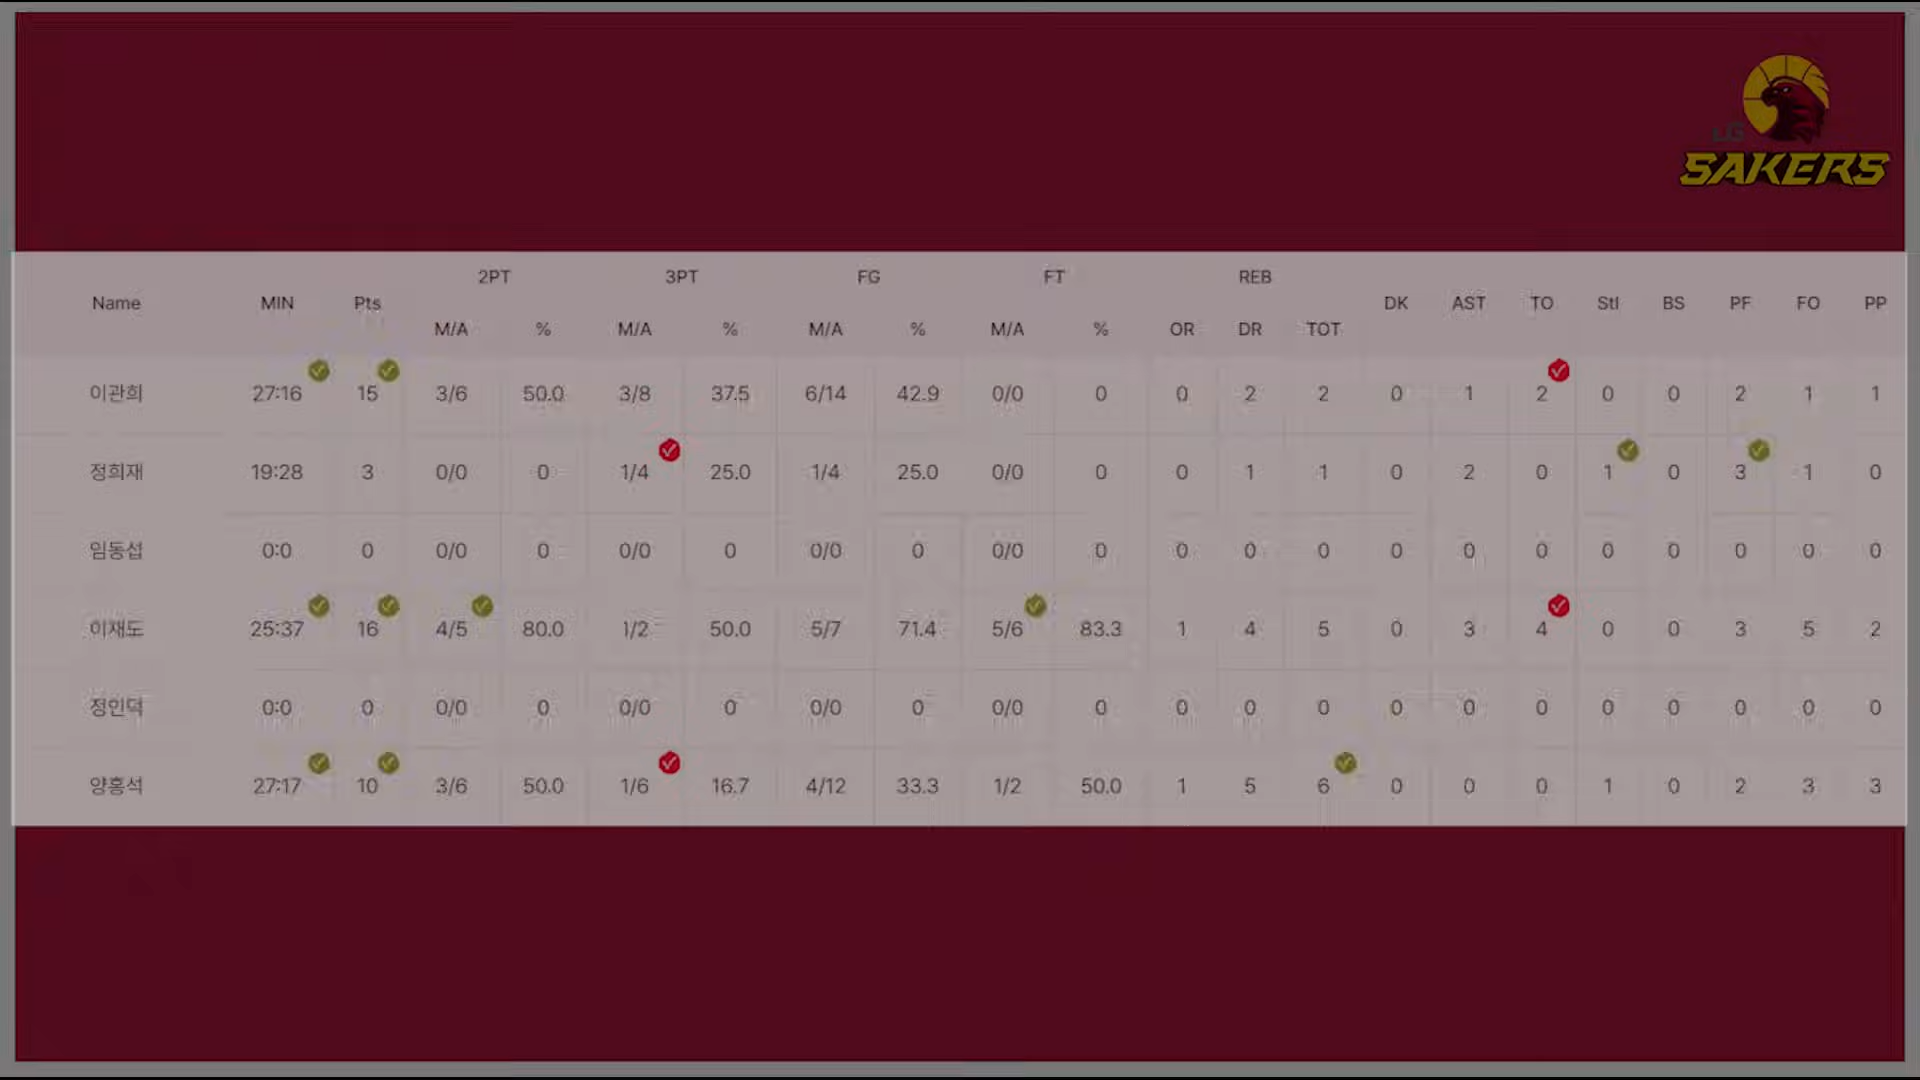 LG
SAKERS
2PT 3PT FG FT REB
Name MIN Pts DK AST TO Stl BS PF FO PP
M/A % M/A % M/A % M/A % OR DR TOT
이관희 27:16 15 3/6 50.0 3/8 37.5 6/14 42.9 0/0 0 0 2 2 0 1 2 0 0 2 1 1
정희재 19:28 3 0/0 0 1/4 25.0 1/4 25.0 0/0 0 0 1 1 0 2 0 1 0 3 1 0
임동섭 0:0 0 0/0 0 0/0 0 0/0 0 0/0 0 0 0 0 0 0 0 0 0 0 0 0
이재도 25:37 16 4/5 80.0 1/2 50.0 5/7 71.4 5/6 83.3 1 4 5 0 3 4 0 0 3 5 2
정인덕 0:0 0 0/0 0 0/0 0 0/0 0 0/0 0 0 0 0 0 0 0 0 0 0 0 0
양홍석 27:17 10 3/6 50.0 1/6 16.7 4/12 33.3 1/2 50.0 1 5 6 0 0 0 1 0 2 3 3